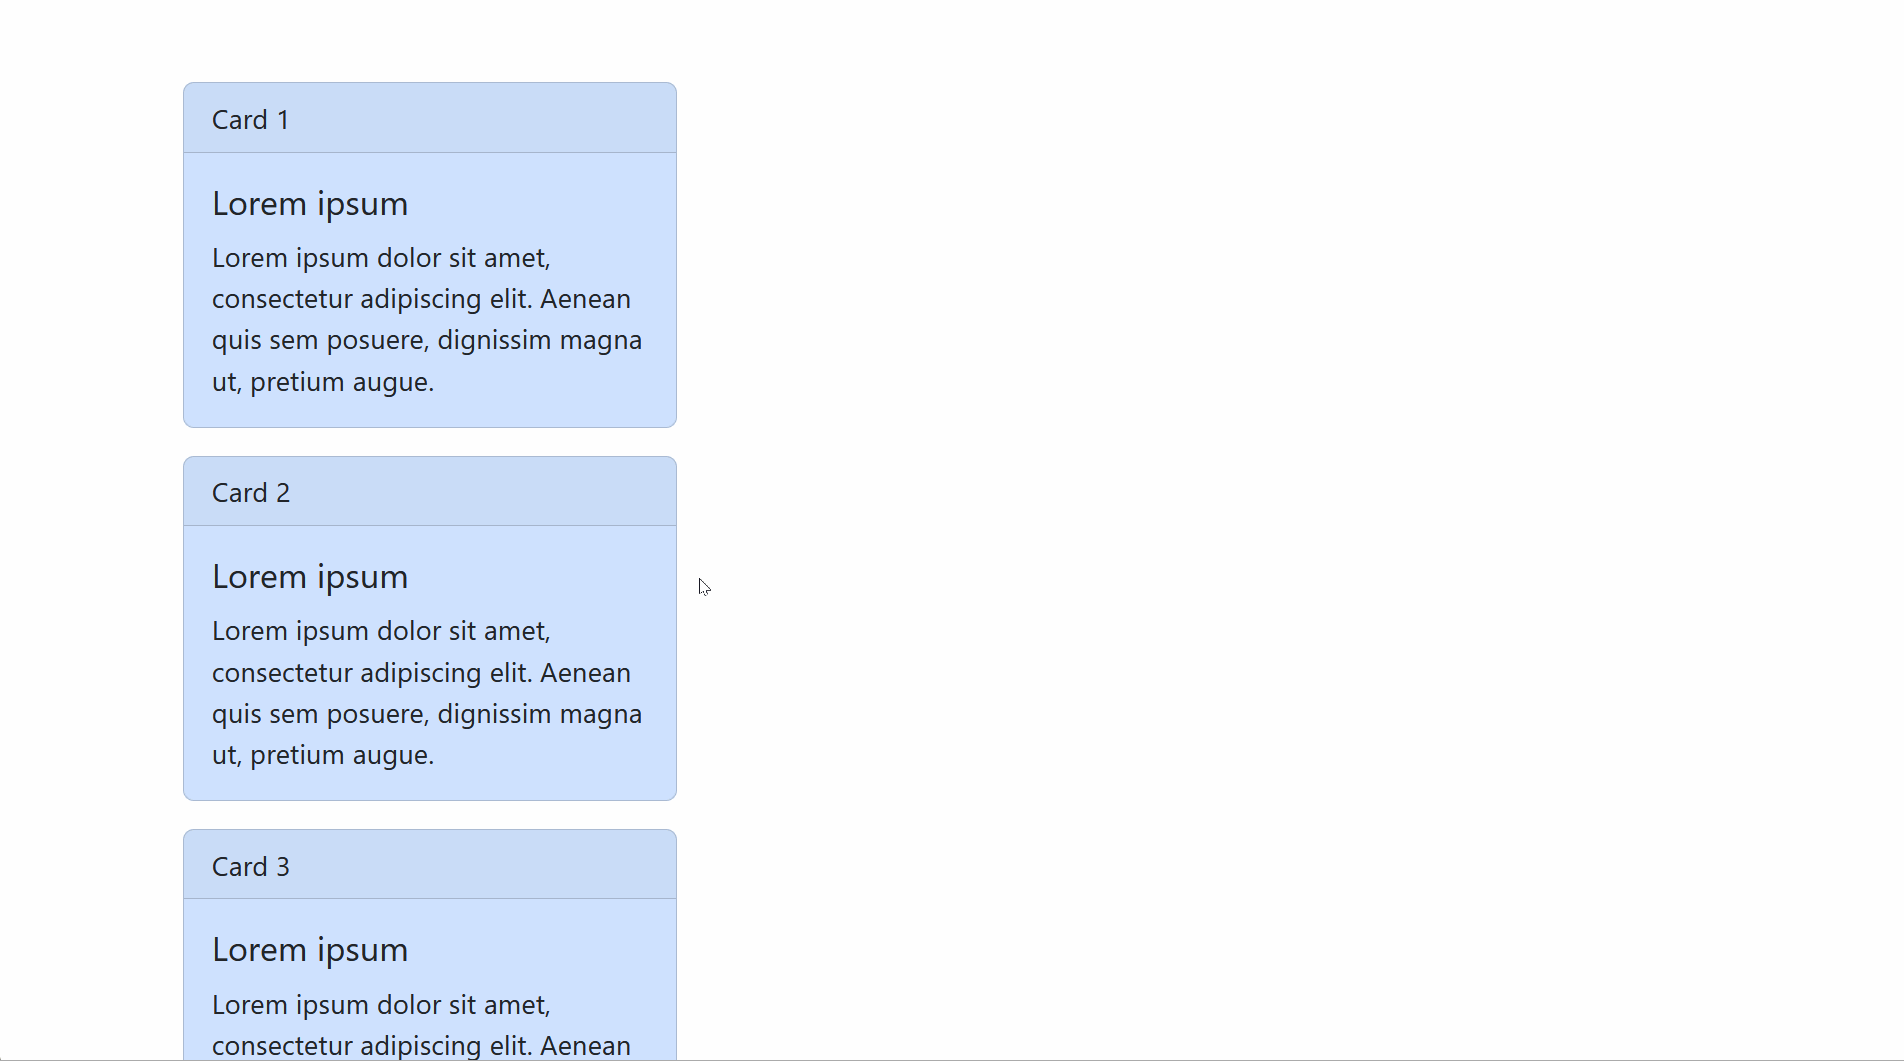 Card 1
Lorem ipsum
Lorem ipsum dolor sit amet,
consectetur adipiscing elit. Aenean
quis sem posuere, dignissim magna
ut, pretium augue.
Card 2
Lorem ipsum
Lorem ipsum dolor sit amet,
consectetur adipiscing elit. Aenean
quis sem posuere, dignissim magna
ut, pretium augue.
Card 3
Lorem ipsum
Lorem ipsum dolor sit amet,
consectetur adipiscing elit. Aenean